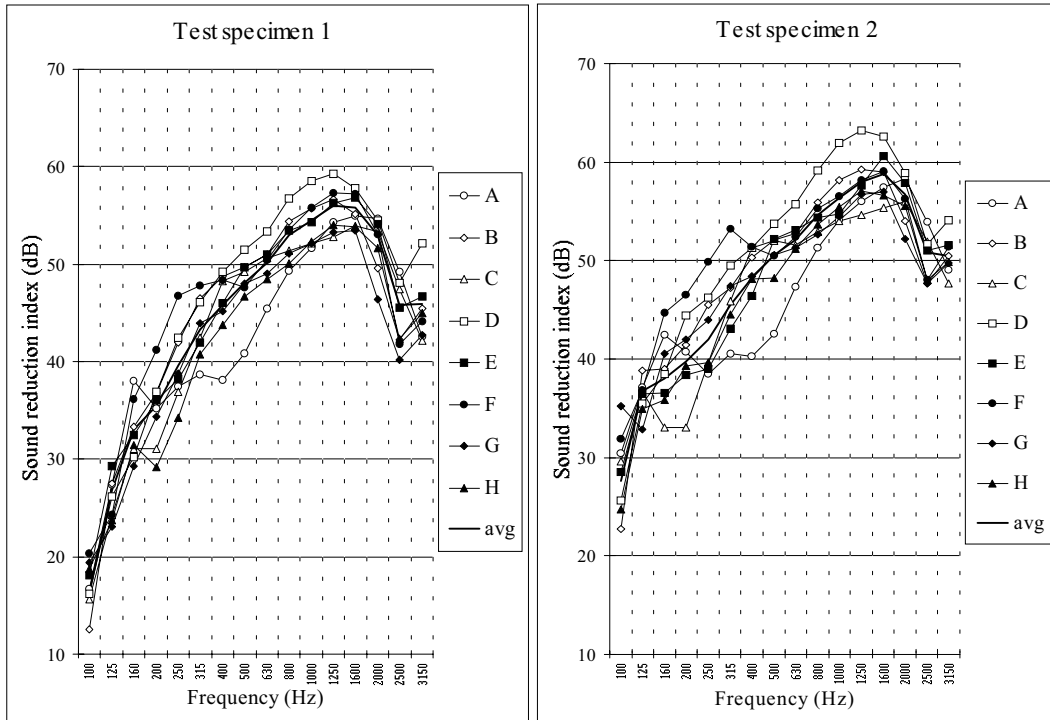 Test specimen 1
Sound reduction index (dB)
70
60
50
40
30
20
10
100
125
160
200
250
315
400
500
630
800
1000
1250
1600
2000
2500
3150
Frequency (Hz)
A
B
C
D
E
F
G
H
avg
Test specimen 2
Sound reduction index (dB)
70
60
50
40
30
20
10
100
125
160
200
250
315
400
500
630
800
1000
1250
1600
2000
2500
3150
Frequency (Hz)
A
B
C
D
E
F
G
H
avg